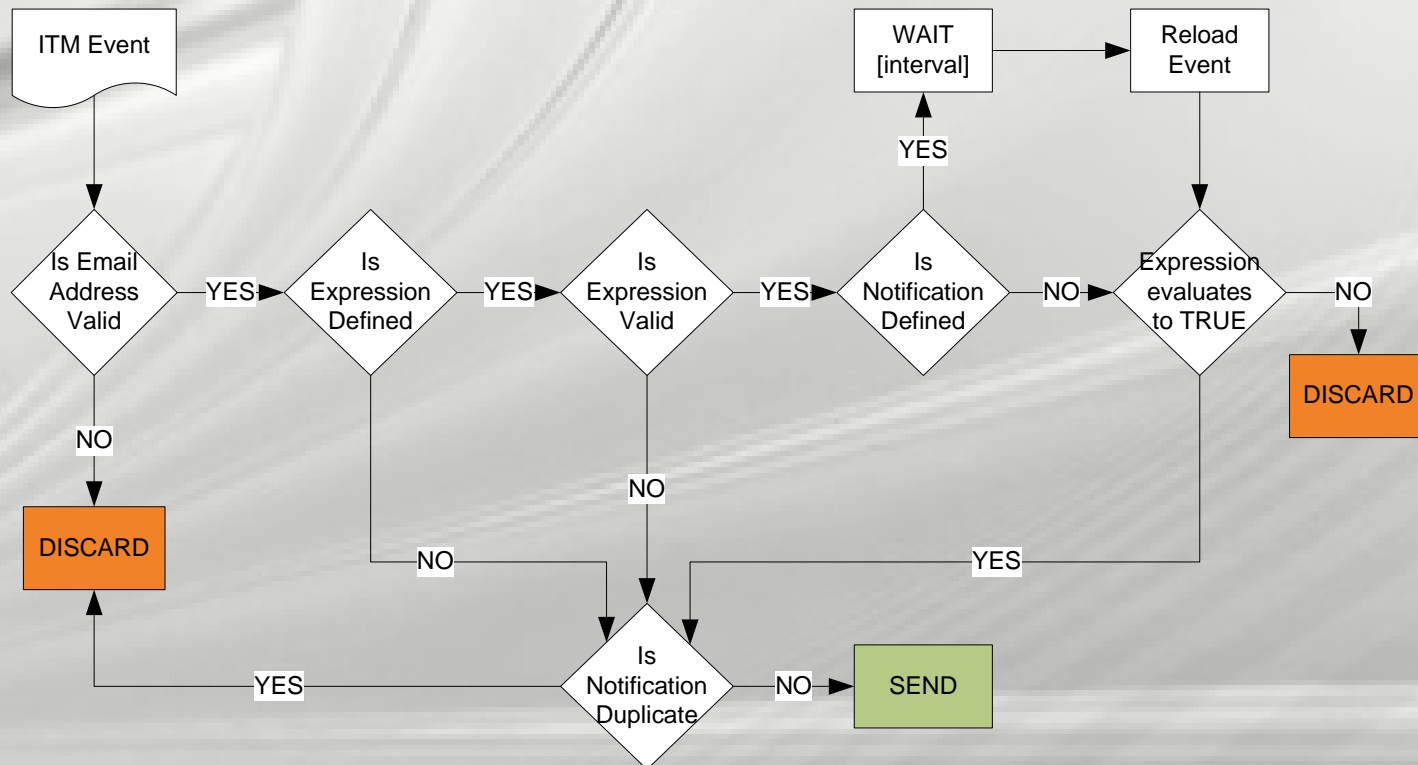 ITM Event
WAIT
[interval]
Reload
Event
YES
Is Email
Address
Valid
YES
Is
Expression
Defined
YES
Is
Expression
Valid
YES
Is
Notification
Defined
NO
Expression
evaluates
to TRUE
NO
DISCARD
NO
NO
DISCARD
NO
YES
Is
Notification
Duplicate
YES
NO
SEND